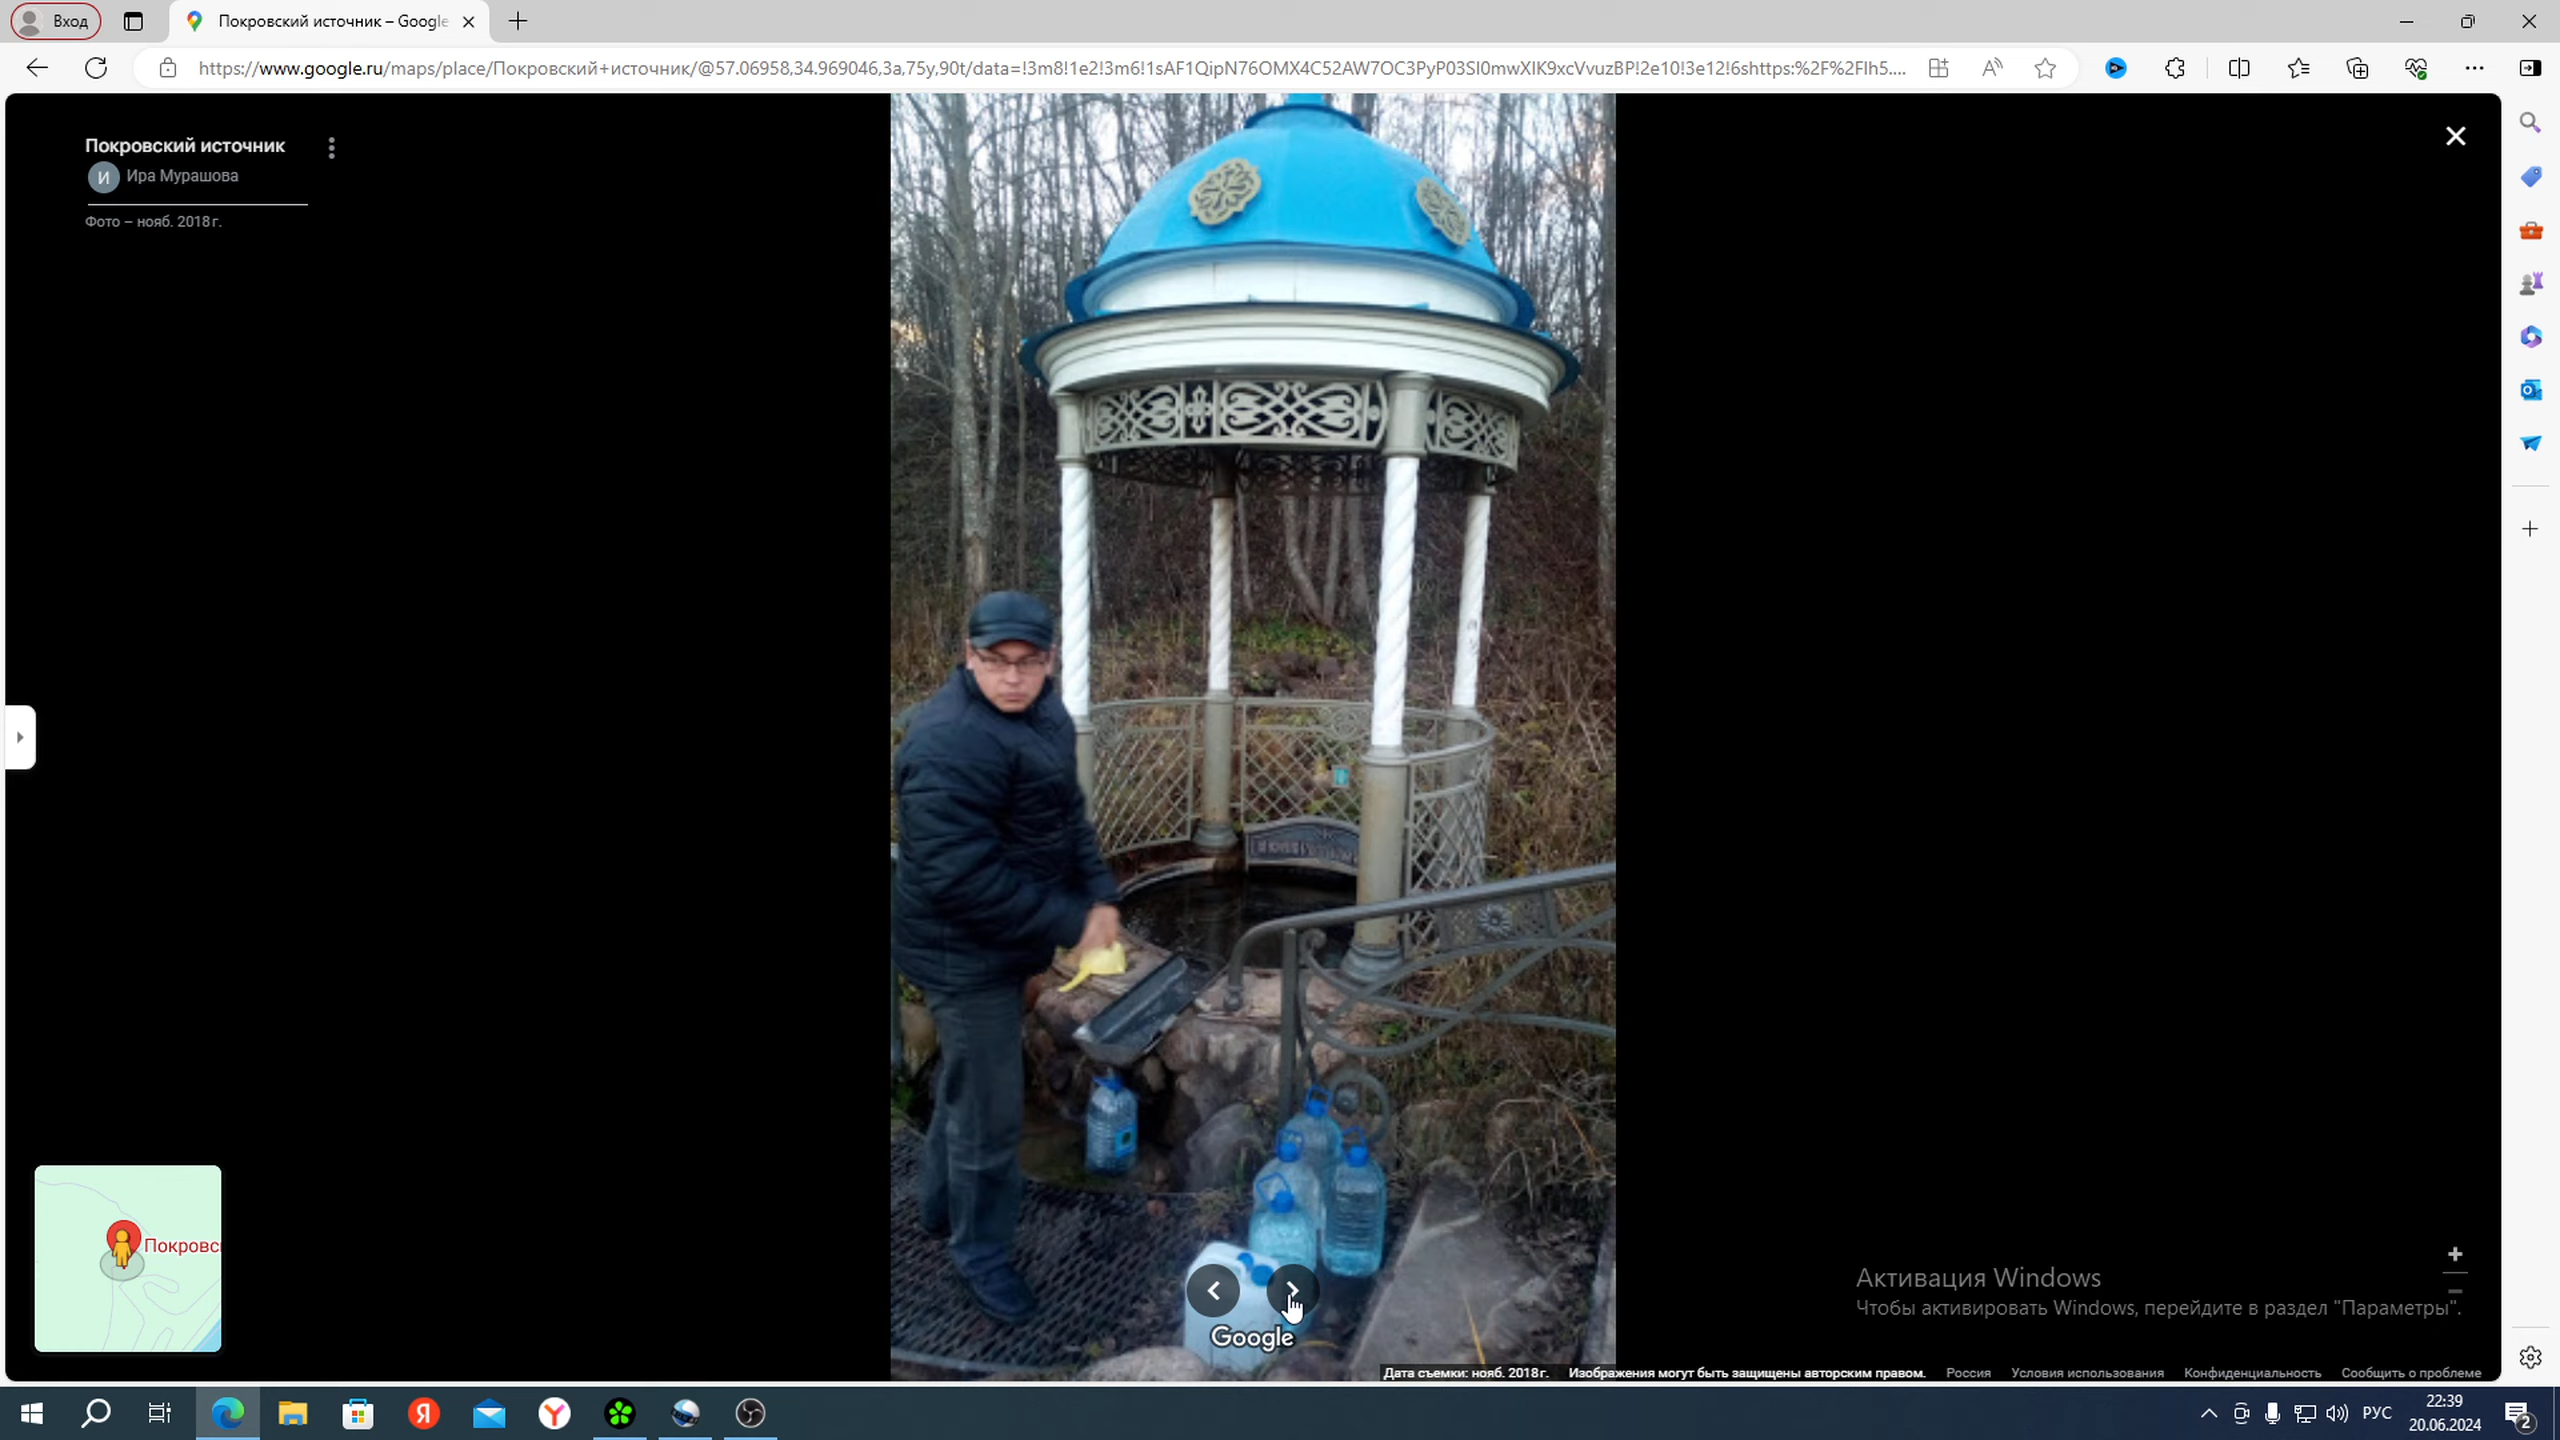 Вход
Покровский источник – Google
https://www.google.ru/maps/place/Покровский+источник/@57.06958,34.969046,3a,75y,90t/data=!3m8!1e2!3m6!1sAF1QipN76OMX4C52AW7OC3PyP03SI0mwXIK9xcVvuzBP!2e10!3e12!6shttps:%2F%2Flh5....
Покровский источник
И Ира Мурашова
Фото – нояб. 2018 г.
Покровс
Google
Активация Windows
Чтобы активировать Windows, перейдите в раздел "Параметры".
Дата съемки: нояб. 2018 г. Изображения могут быть защищены авторским правом. Россия Условия использования Конфиденциальность Сообщить о проблеме
РУС
22:39
20.06.2024
2